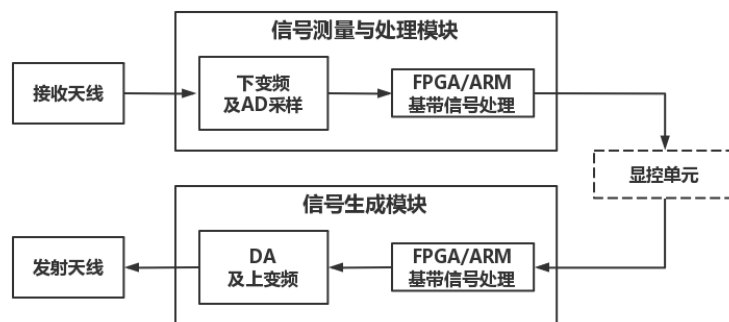 信号测量与处理模块
接收天线
下变频
及AD采样
FPGA/ARM
基带信号处理
显控单元
信号生成模块
发射天线
DA
及上变频
FPGA/ARM
基带信号处理